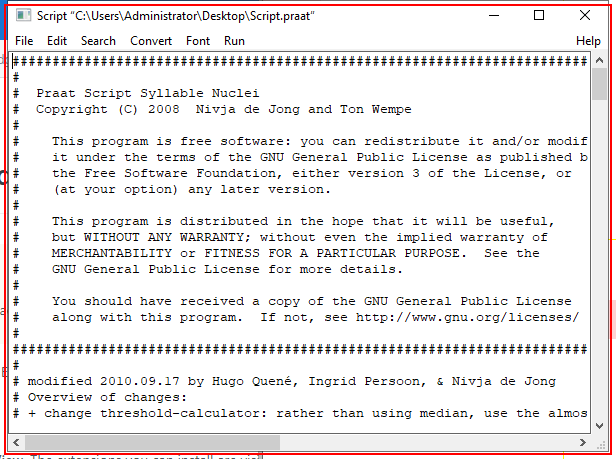 Script "C:\Users\Administrator\Desktop\Script.praat"
File Edit Search Convert Font Run Help
##########################################################################
#
#  Praat Script Syllable Nuclei
#  Copyright (C) 2008  Nivja de Jong and Ton Wempe
#
#    This program is free software: you can redistribute it and/or modif
#    it under the terms of the GNU General Public License as published b
#    the Free Software Foundation, either version 3 of the License, or
#    (at your option) any later version.
#
#    This program is distributed in the hope that it will be useful,
#    but WITHOUT ANY WARRANTY; without even the implied warranty of
#    MERCHANTABILITY or FITNESS FOR A PARTICULAR PURPOSE.  See the
#    GNU General Public License for more details.
#
#    You should have received a copy of the GNU General Public License
#    along with this program.  If not, see http://www.gnu.org/licenses/
#
##########################################################################
#
# modified 2010.09.17 by Hugo Quené, Ingrid Persoon, & Nivja de Jong
# Overview of changes:
# + change threshold-calculator: rather than using median, use the almos